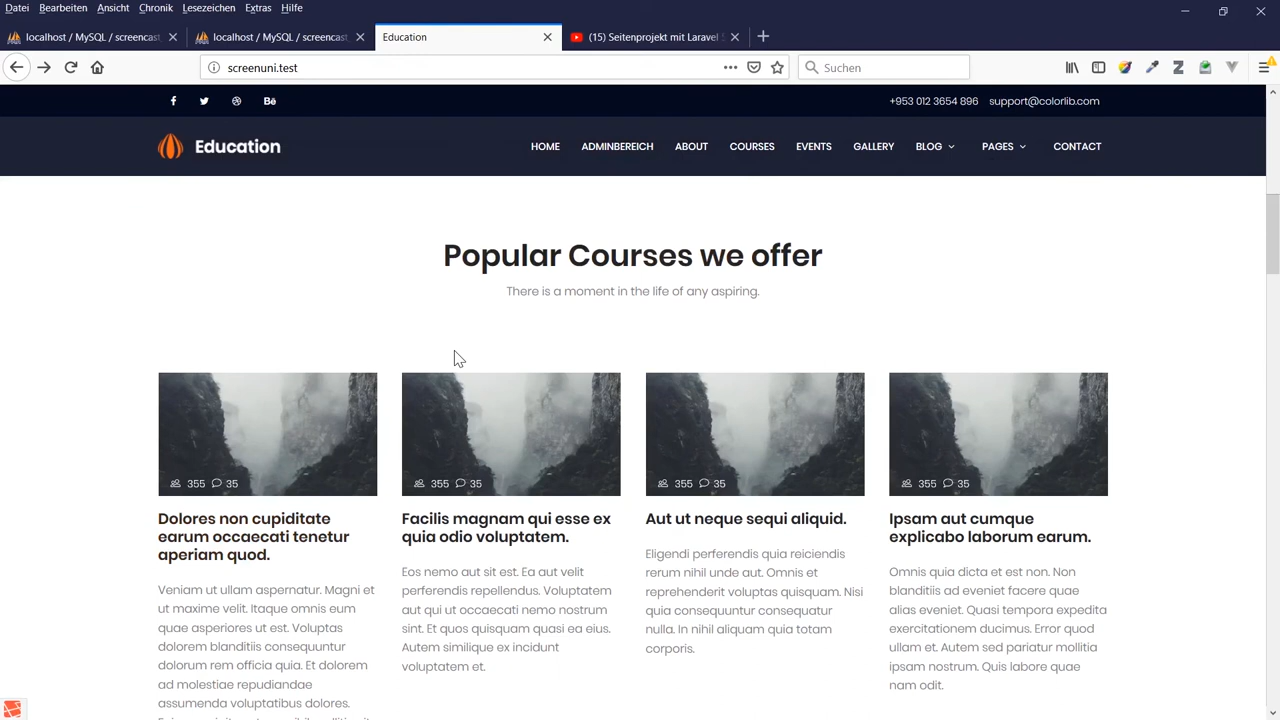 Datei Bearbeiten Ansicht Chronik Lesezeichen Extras Hilfe
localhost / MySQL / screencast
localhost / MySQL / screencast
Education
(15) Seitenprojekt mit Laravel
screenuni.test
Suchen
Bē
+953 012 3654 896 support@colorlib.com
Education
HOME ADMINBEREICH ABOUT COURSES EVENTS GALLERY BLOG PAGES CONTACT
Popular Courses we offer
There is a moment in the life of any aspiring.
355 35
355 35
355 35
355 35
Dolores non cupiditate
earum occaecati tenetur
aperiam quod.
Veniam ut ullam aspernatur. Magni et
ut maxime velit. Itaque omnis eum
quae asperiores ut est. Voluptas
dolorem blanditiis consequuntur
dolorum rem officia quia. Et dolorem
ad molestiae repudiandae
assumenda voluptatibus dolores.
Facilis magnam qui esse ex
quia odio voluptatem.
Eos nemo aut sit est. Ea aut velit
perferendis repellendus. Voluptatem
aut qui ut occaecati nemo nostrum
sint. Et quos quisquam quasi ea eius.
Autem similique ex incidunt
voluptatem et.
Aut ut neque sequi aliquid.
Eligendi perferendis quia reiciendis
rerum nihil unde aut. Omnis et
reprehenderit voluptas quisquam. Nisi
quia consequuntur consequatur
nulla. In nihil aliquam quia totam
corporis.
Ipsam aut cumque
explicabo laborum earum.
Omnis quia dicta et est non. Non
blanditiis ad eveniet facere quae
alias eveniet. Quasi tempora expedita
exercitationem ducimus. Error quod
ullam et. Autem sed pariatur mollitia
ipsam nostrum. Quis labore quae
nam odit.